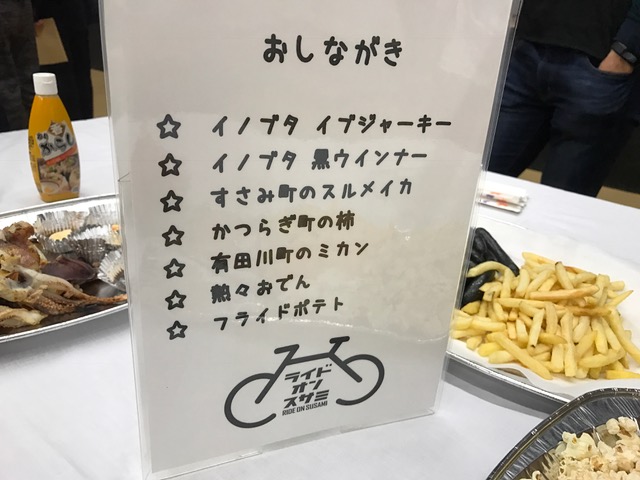 おしながき
☆ イノブタ イブジャーキー
☆ イノブタ 黒ウインナー
☆ すさみ町のスルメイカ
☆ かつらぎ町の柿
☆ 有田川町のミカン
☆ 熱々おでん
☆ フライドポテト
ライド
オン
スサミ
RIDE ON SUSAMI